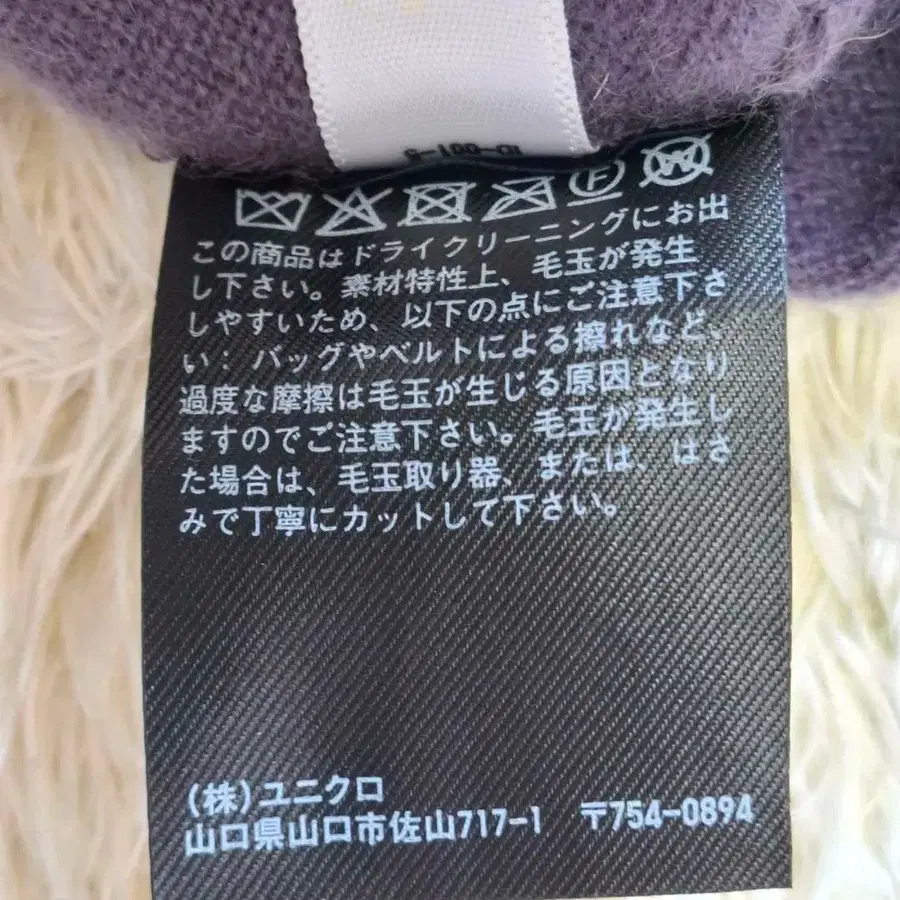 この商品はドライクリーニングにお出
し下さい。素材特性上、毛玉が発生
しやすいため、以下の点にご注意下さ
い：バッグやベルトによる擦れなど、
過度な摩擦は毛玉が生じる原因となり
ますのでご注意下さい。毛玉が発生し
た場合は、毛玉取り器、または、はさ
みで丁寧にカットして下さい。
(株)ユニクロ
山口県山口市佐山717-1 〒754-0894